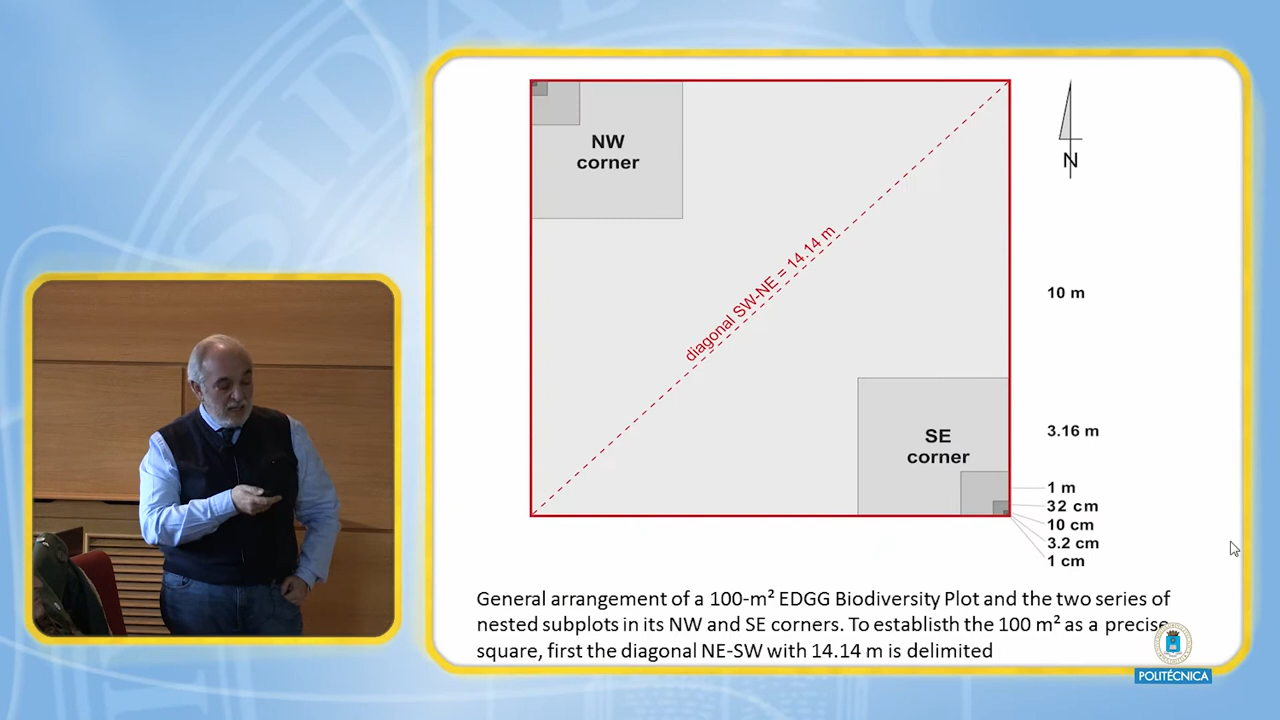 NW
corner
N
diagonal SW-NE = 14.14 m
10 m
3.16 m
SE
corner
1 m
32 cm
10 cm
3.2 cm
1 cm
General arrangement of a 100-m² EDGG Biodiversity Plot and the two series of
nested subplots in its NW and SE corners. To establisth the 100 m² as a precise
square, first the diagonal NE-SW with 14.14 m is delimited
POLITÉCNICA